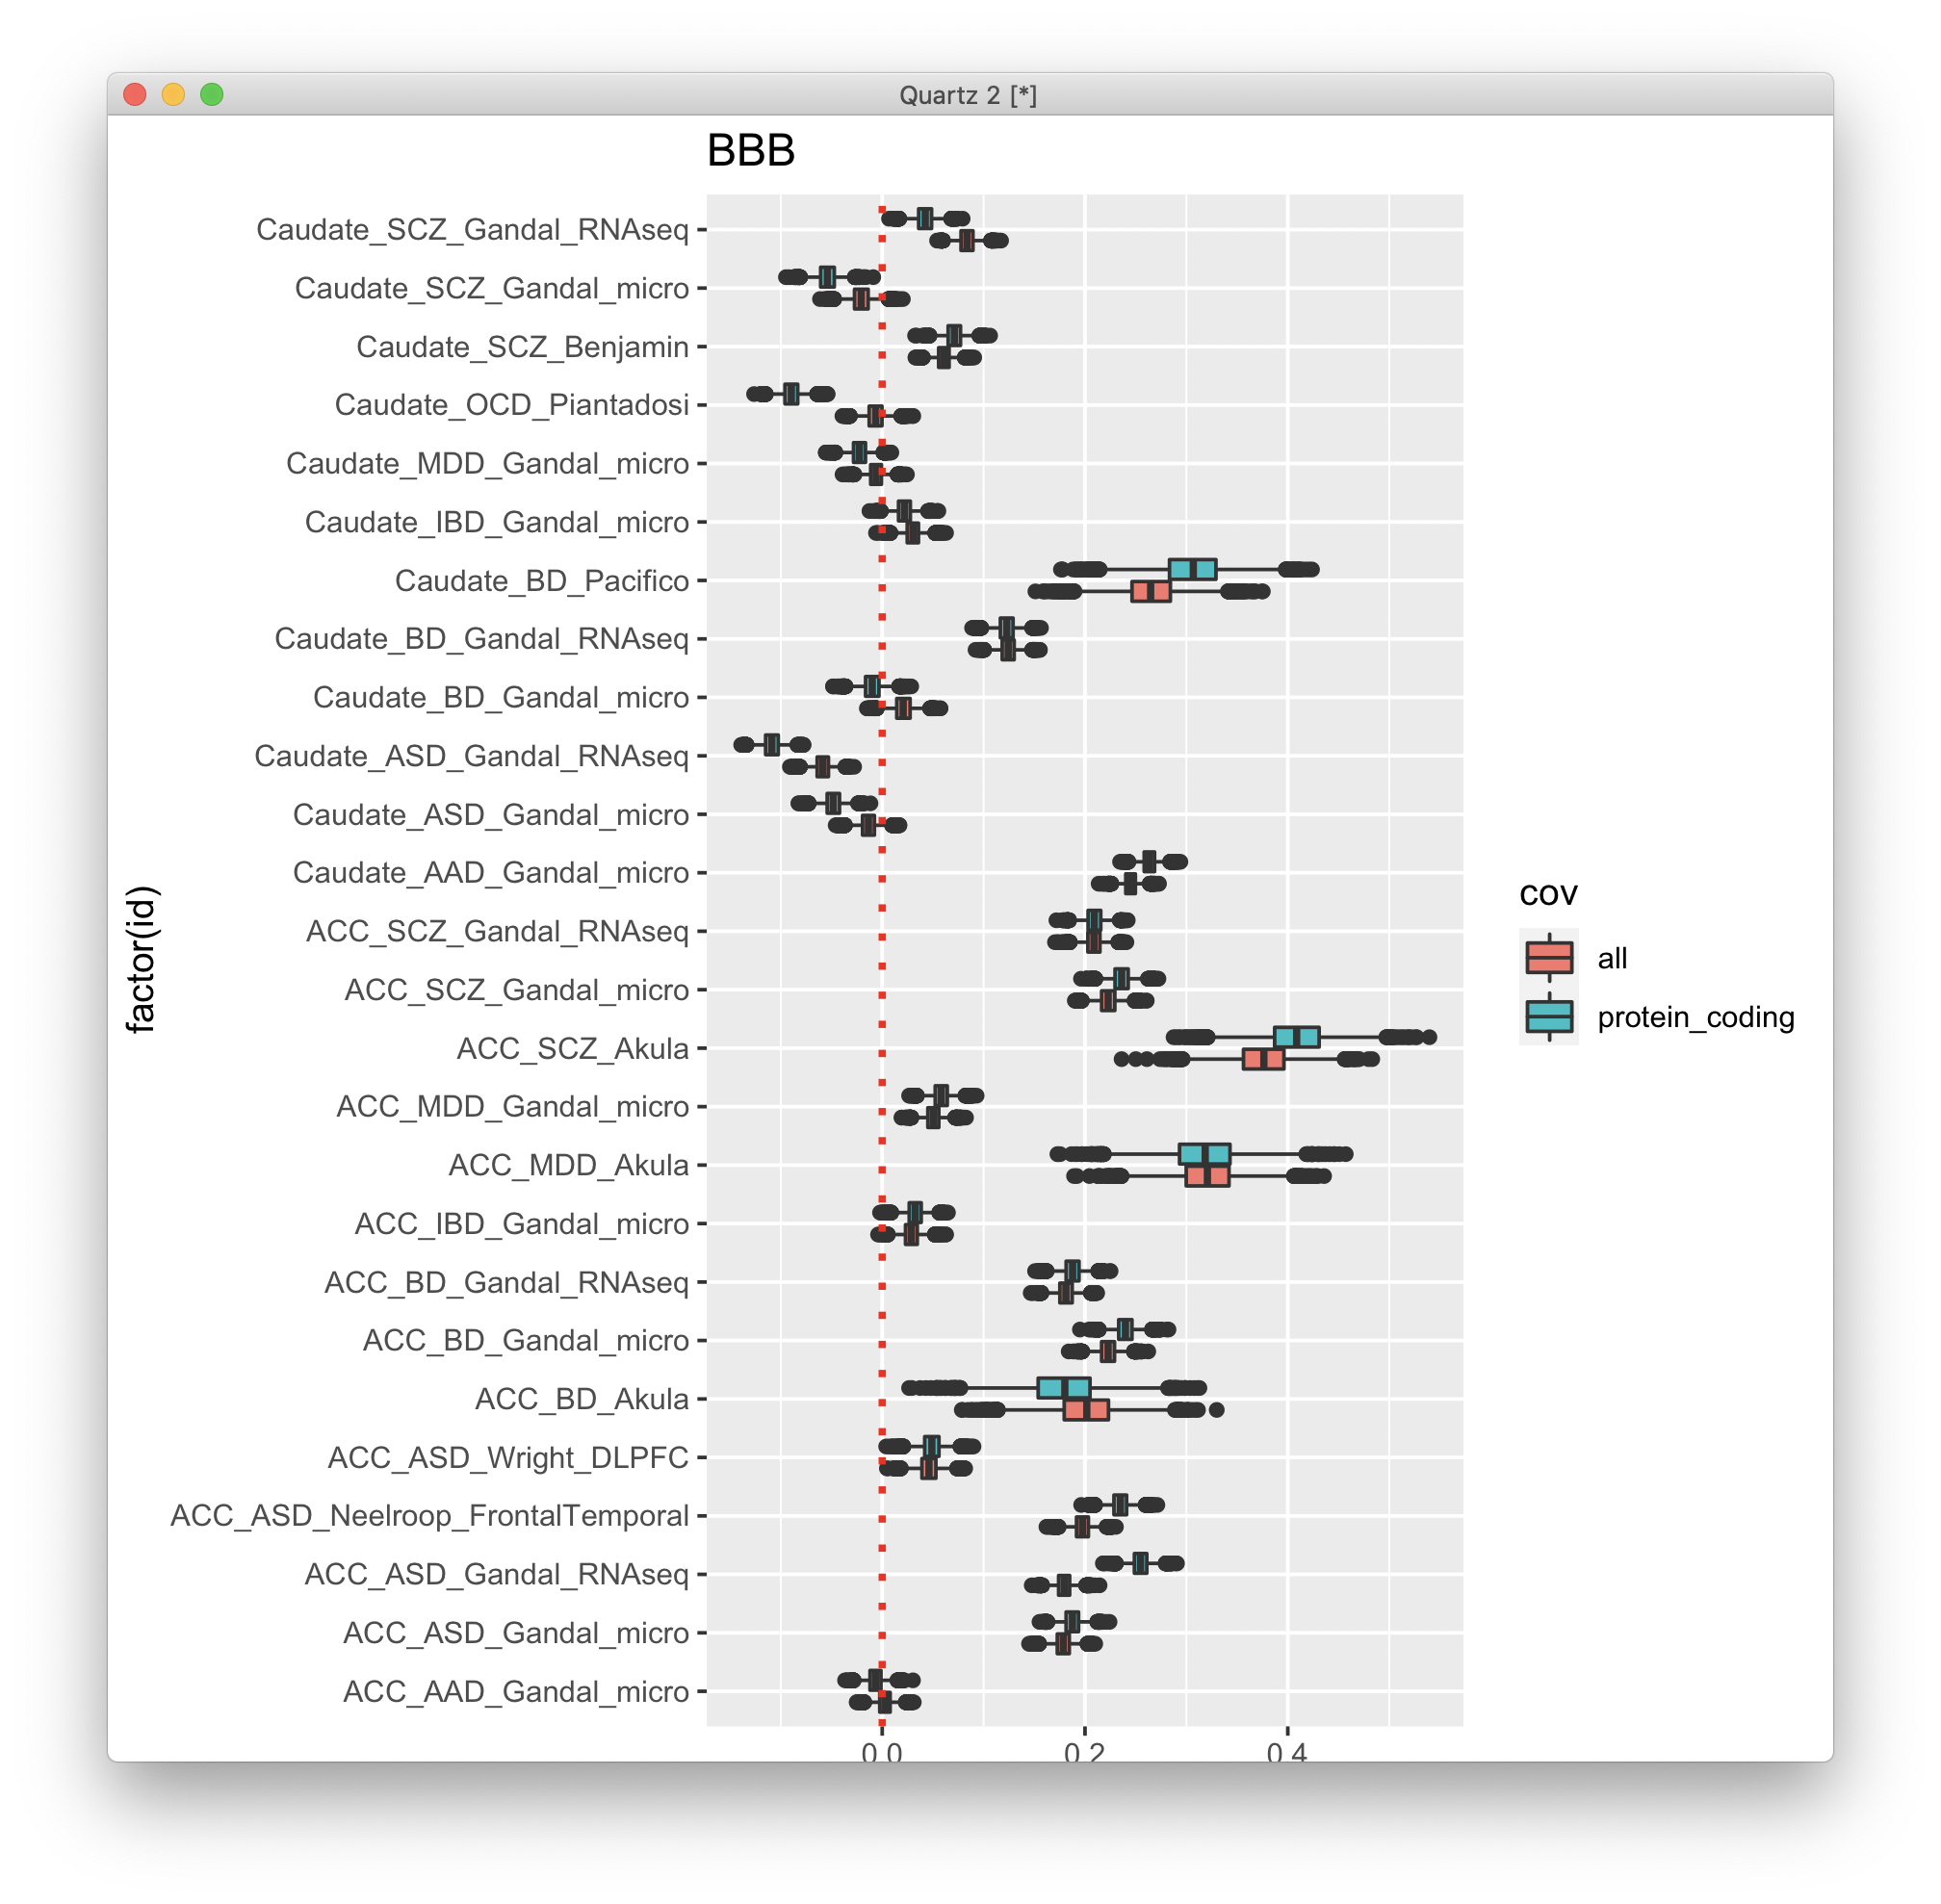 Quartz 2 [*]
BBB
Caudate_SCZ_Gandal_RNAseq
Caudate_SCZ_Gandal_micro
Caudate_SCZ_Benjamin
Caudate_OCD_Piantadosi
Caudate_MDD_Gandal_micro
Caudate_IBD_Gandal_micro
Caudate_BD_Pacifico
Caudate_BD_Gandal_RNAseq
Caudate_BD_Gandal_micro
Caudate_ASD_Gandal_RNAseq
Caudate_ASD_Gandal_micro
Caudate_AAD_Gandal_micro
ACC_SCZ_Gandal_RNAseq
ACC_SCZ_Gandal_micro
ACC_SCZ_Akula
ACC_MDD_Gandal_micro
ACC_MDD_Akula
ACC_IBD_Gandal_micro
ACC_BD_Gandal_RNAseq
ACC_BD_Gandal_micro
ACC_BD_Akula
ACC_ASD_Wright_DLPFC
ACC_ASD_Neelroop_FrontalTemporal
ACC_ASD_Gandal_RNAseq
ACC_ASD_Gandal_micro
ACC_AAD_Gandal_micro
factor(id)
0.0 0.2 0.4
cov
all
protein_coding